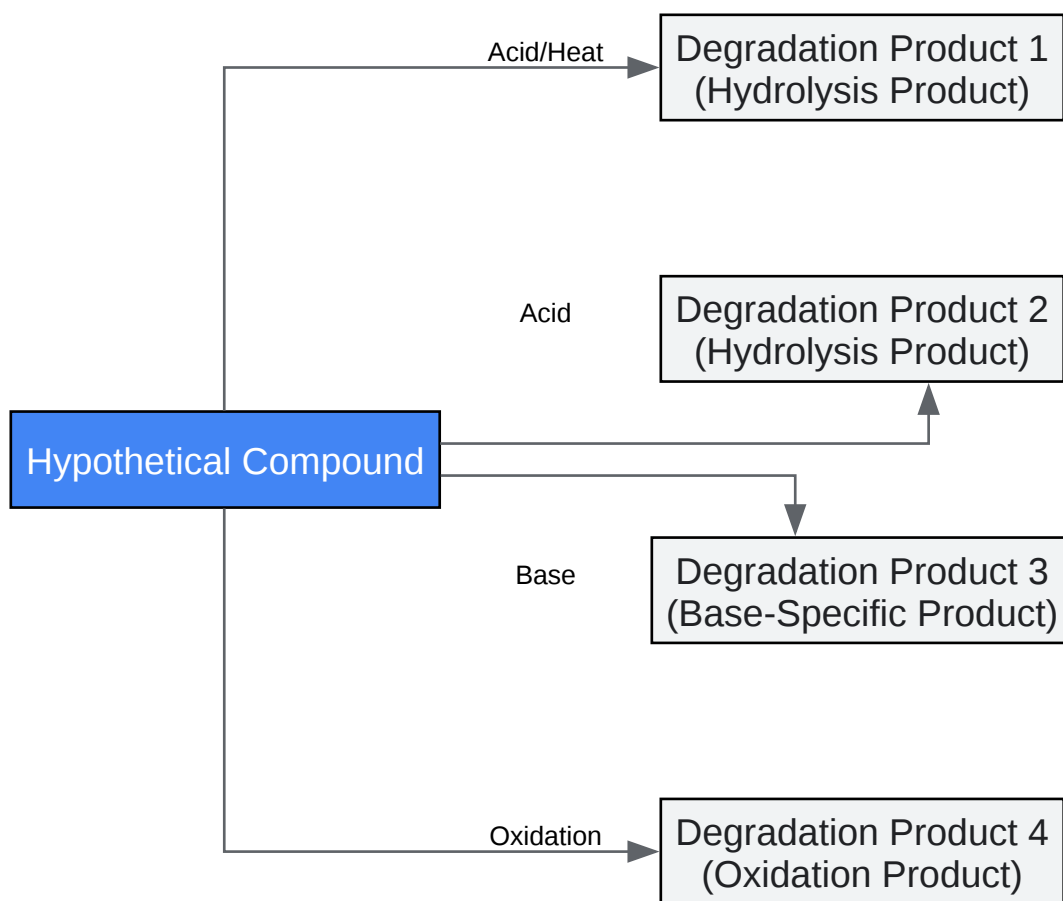 Acid/Heat
Degradation Product 1
(Hydrolysis Product)
Acid
Degradation Product 2
(Hydrolysis Product)
Hypothetical Compound
Base
Degradation Product 3
(Base-Specific Product)
Oxidation
Degradation Product 4
(Oxidation Product)